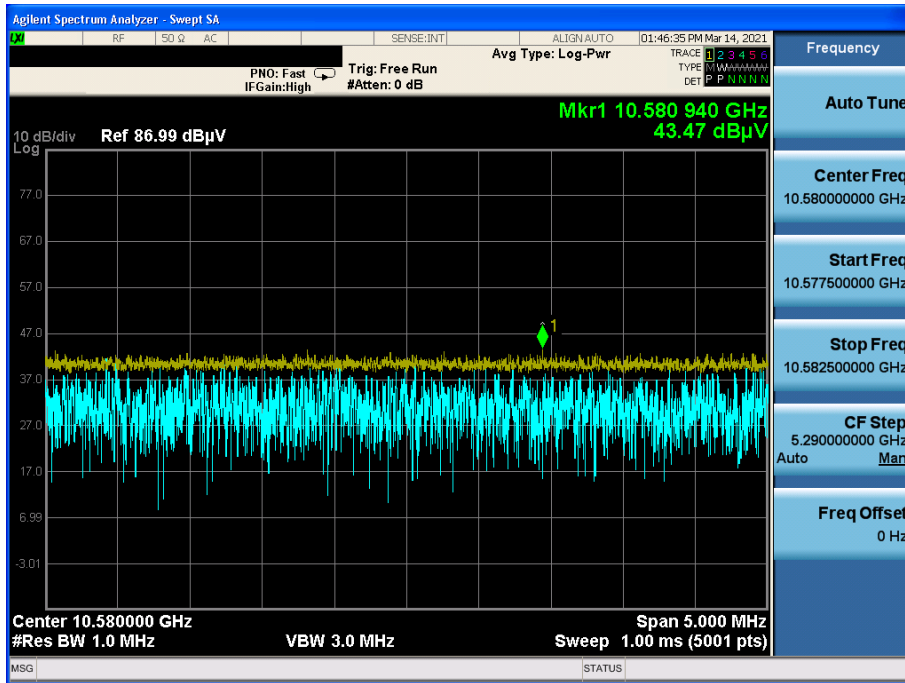 Agilent Spectrum Analyzer - Swept SA
LXI RF 50 Ω AC SENSE:INT ALIGNAUTO 01:46:35 PM Mar 14, 2021
Frequency
Avg Type: Log-Pwr
TRACE 1 2 3 4 5 6
PNO: Fast Trig: Free Run
TYPE M W W W W W
IFGain:High #Atten: 0 dB
DET P P N N N N
Auto Tune
Mkr1 10.580 940 GHz
43.47 dBµV
10 dB/div Ref 86.99 dBµV
Log
Center Freq
10.580000000 GHz
77.0
67.0
57.0
47.0
37.0
27.0
17.0
6.99
-3.01
1
Start Freq
10.577500000 GHz
Stop Freq
10.582500000 GHz
CF Step
5.290000000 GHz
Auto Man
Freq Offset
0 Hz
Center 10.580000 GHz Span 5.000 MHz
#Res BW 1.0 MHz VBW 3.0 MHz Sweep 1.00 ms (5001 pts)
MSG STATUS